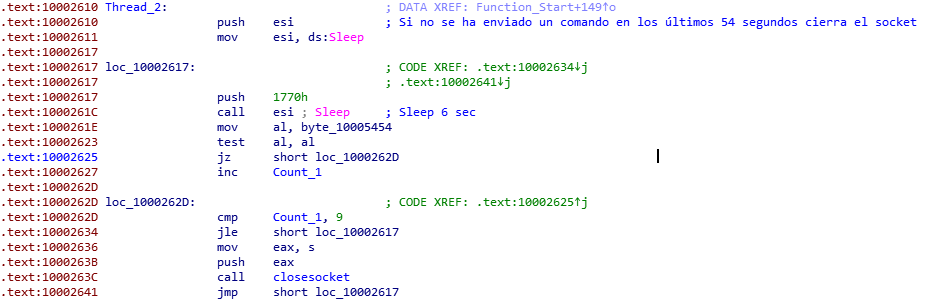 .text:10002610 Thread_2: ; DATA XREF: Function_Start+149↑o
.text:10002610 push esi ; Si no se ha enviado un comando en los últimos 54 segundos cierra el socket
.text:10002611 mov esi, ds:Sleep
.text:10002617
.text:10002617 loc_10002617: ; CODE XREF: .text:10002634↓j
.text:10002617 ; .text:10002641↓j
.text:10002617 push 1770h
.text:1000261C call esi ; Sleep ; Sleep 6 sec
.text:1000261E mov al, byte_10005454
.text:10002623 test al, al
.text:10002625 jz short loc_1000262D
.text:10002627 inc Count_1
.text:1000262D
.text:1000262D loc_1000262D: ; CODE XREF: .text:10002625↑j
.text:1000262D cmp Count_1, 9
.text:10002634 jle short loc_10002617
.text:10002636 mov eax, s
.text:1000263B push eax
.text:1000263C call closesocket
.text:10002641 jmp short loc_10002617